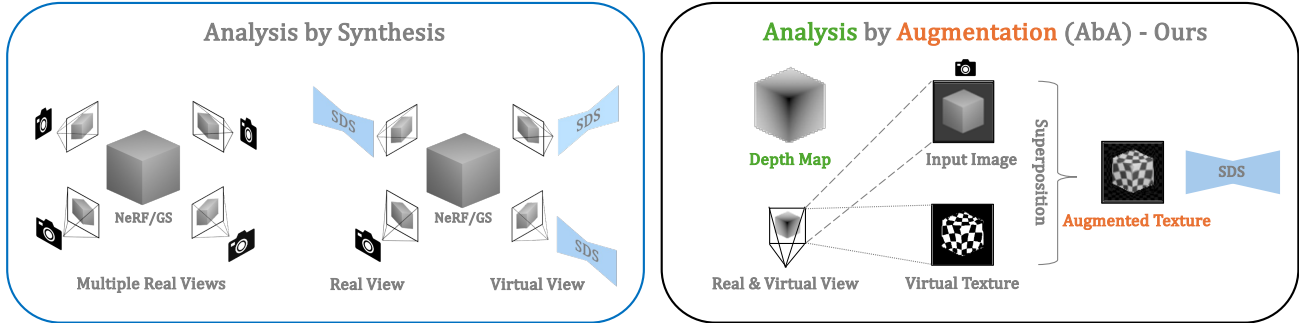 Analysis by Synthesis
SDS
SDS
NeRF/GS
NeRF/GS
SDS
Multiple Real Views
Real View
Virtual View
Analysis by Augmentation (AbA) - Ours
Depth Map
Input Image
Superposition
SDS
Augmented Texture
Real & Virtual View
Virtual Texture